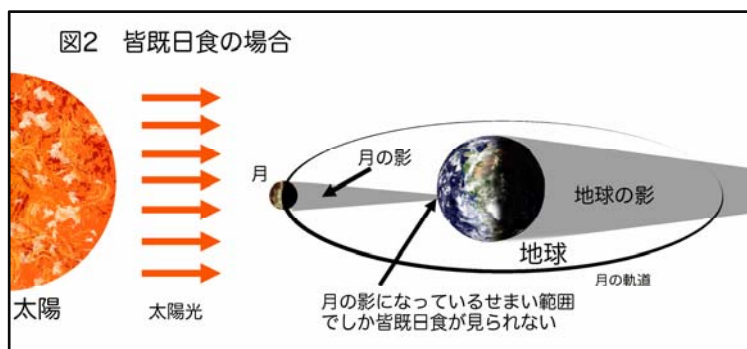 図2 皆既日食の場合
月
月の影
地球の影
地球
太陽
太陽光
月の軌道
月の影になっているせまい範囲
でしか皆既日食が見られない